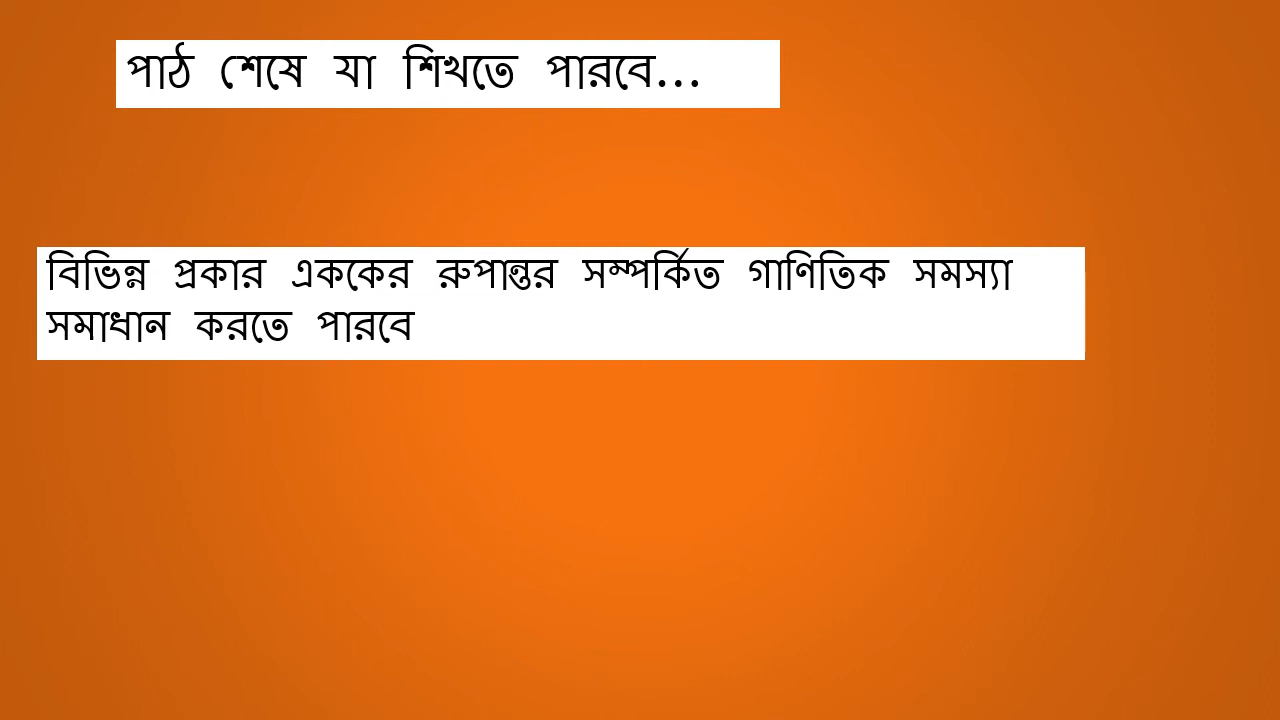 পাঠ শেষে যা শিখতে পারবে...
বিভিন্ন প্রকার এককের রুপান্তর সম্পর্কিত গাণিতিক সমস্যা
সমাধান করতে পারবে